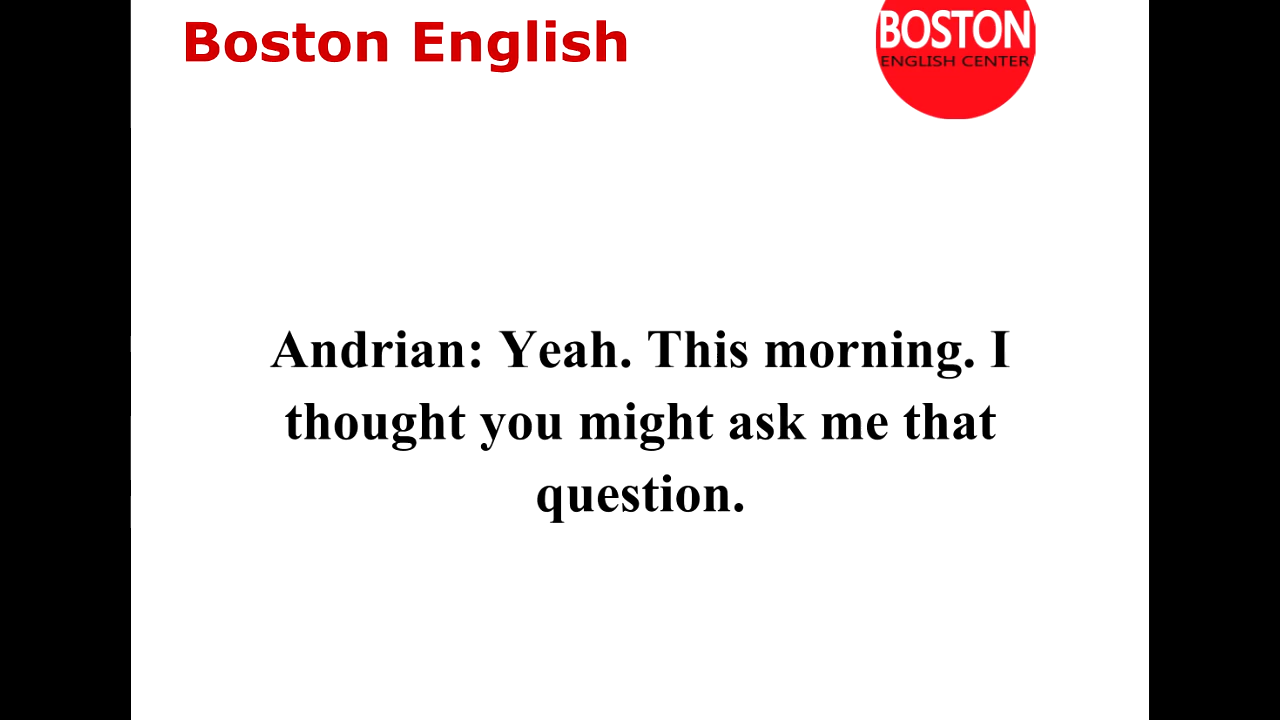 Boston English
BOSTON
ENGLISH CENTER
Andrian: Yeah. This morning. I
thought you might ask me that
question.